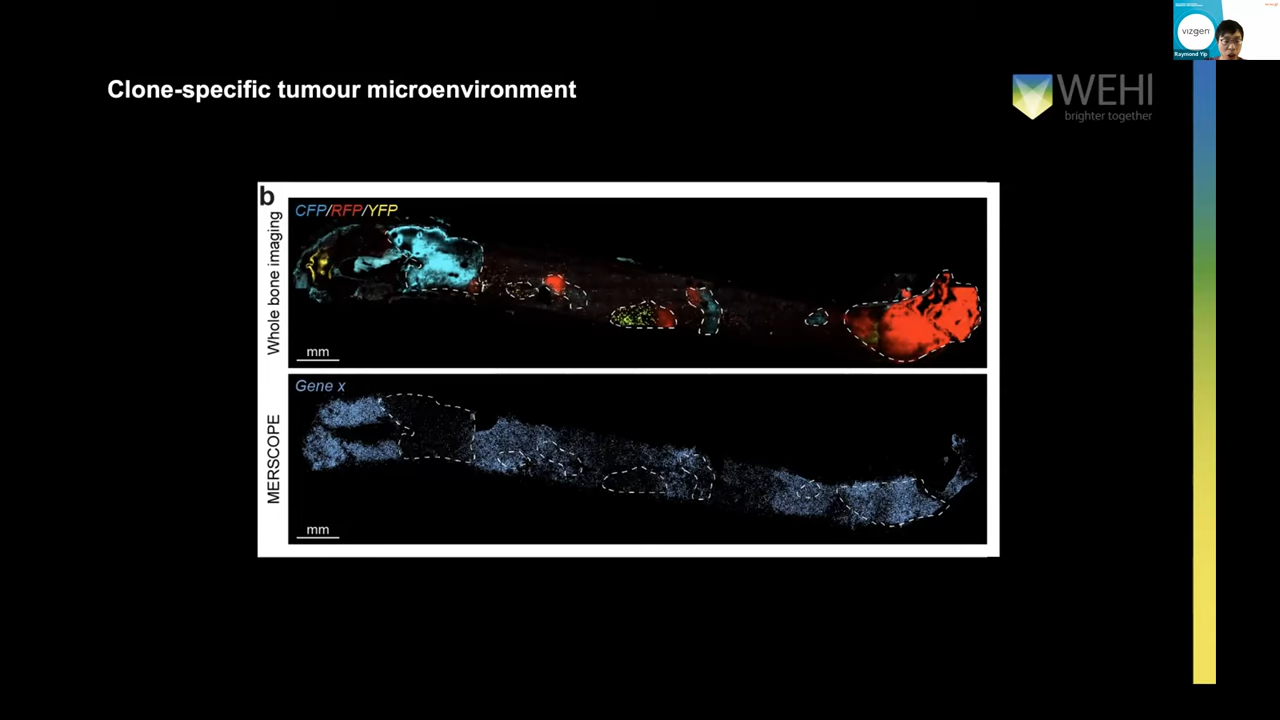 vizgen
Raymond Yip
Clone-specific tumour microenvironment
WEHI
brighter together
b
Whole bone imaging
CFP/RFP/YFP
mm
MERSCOPE
Gene x
mm